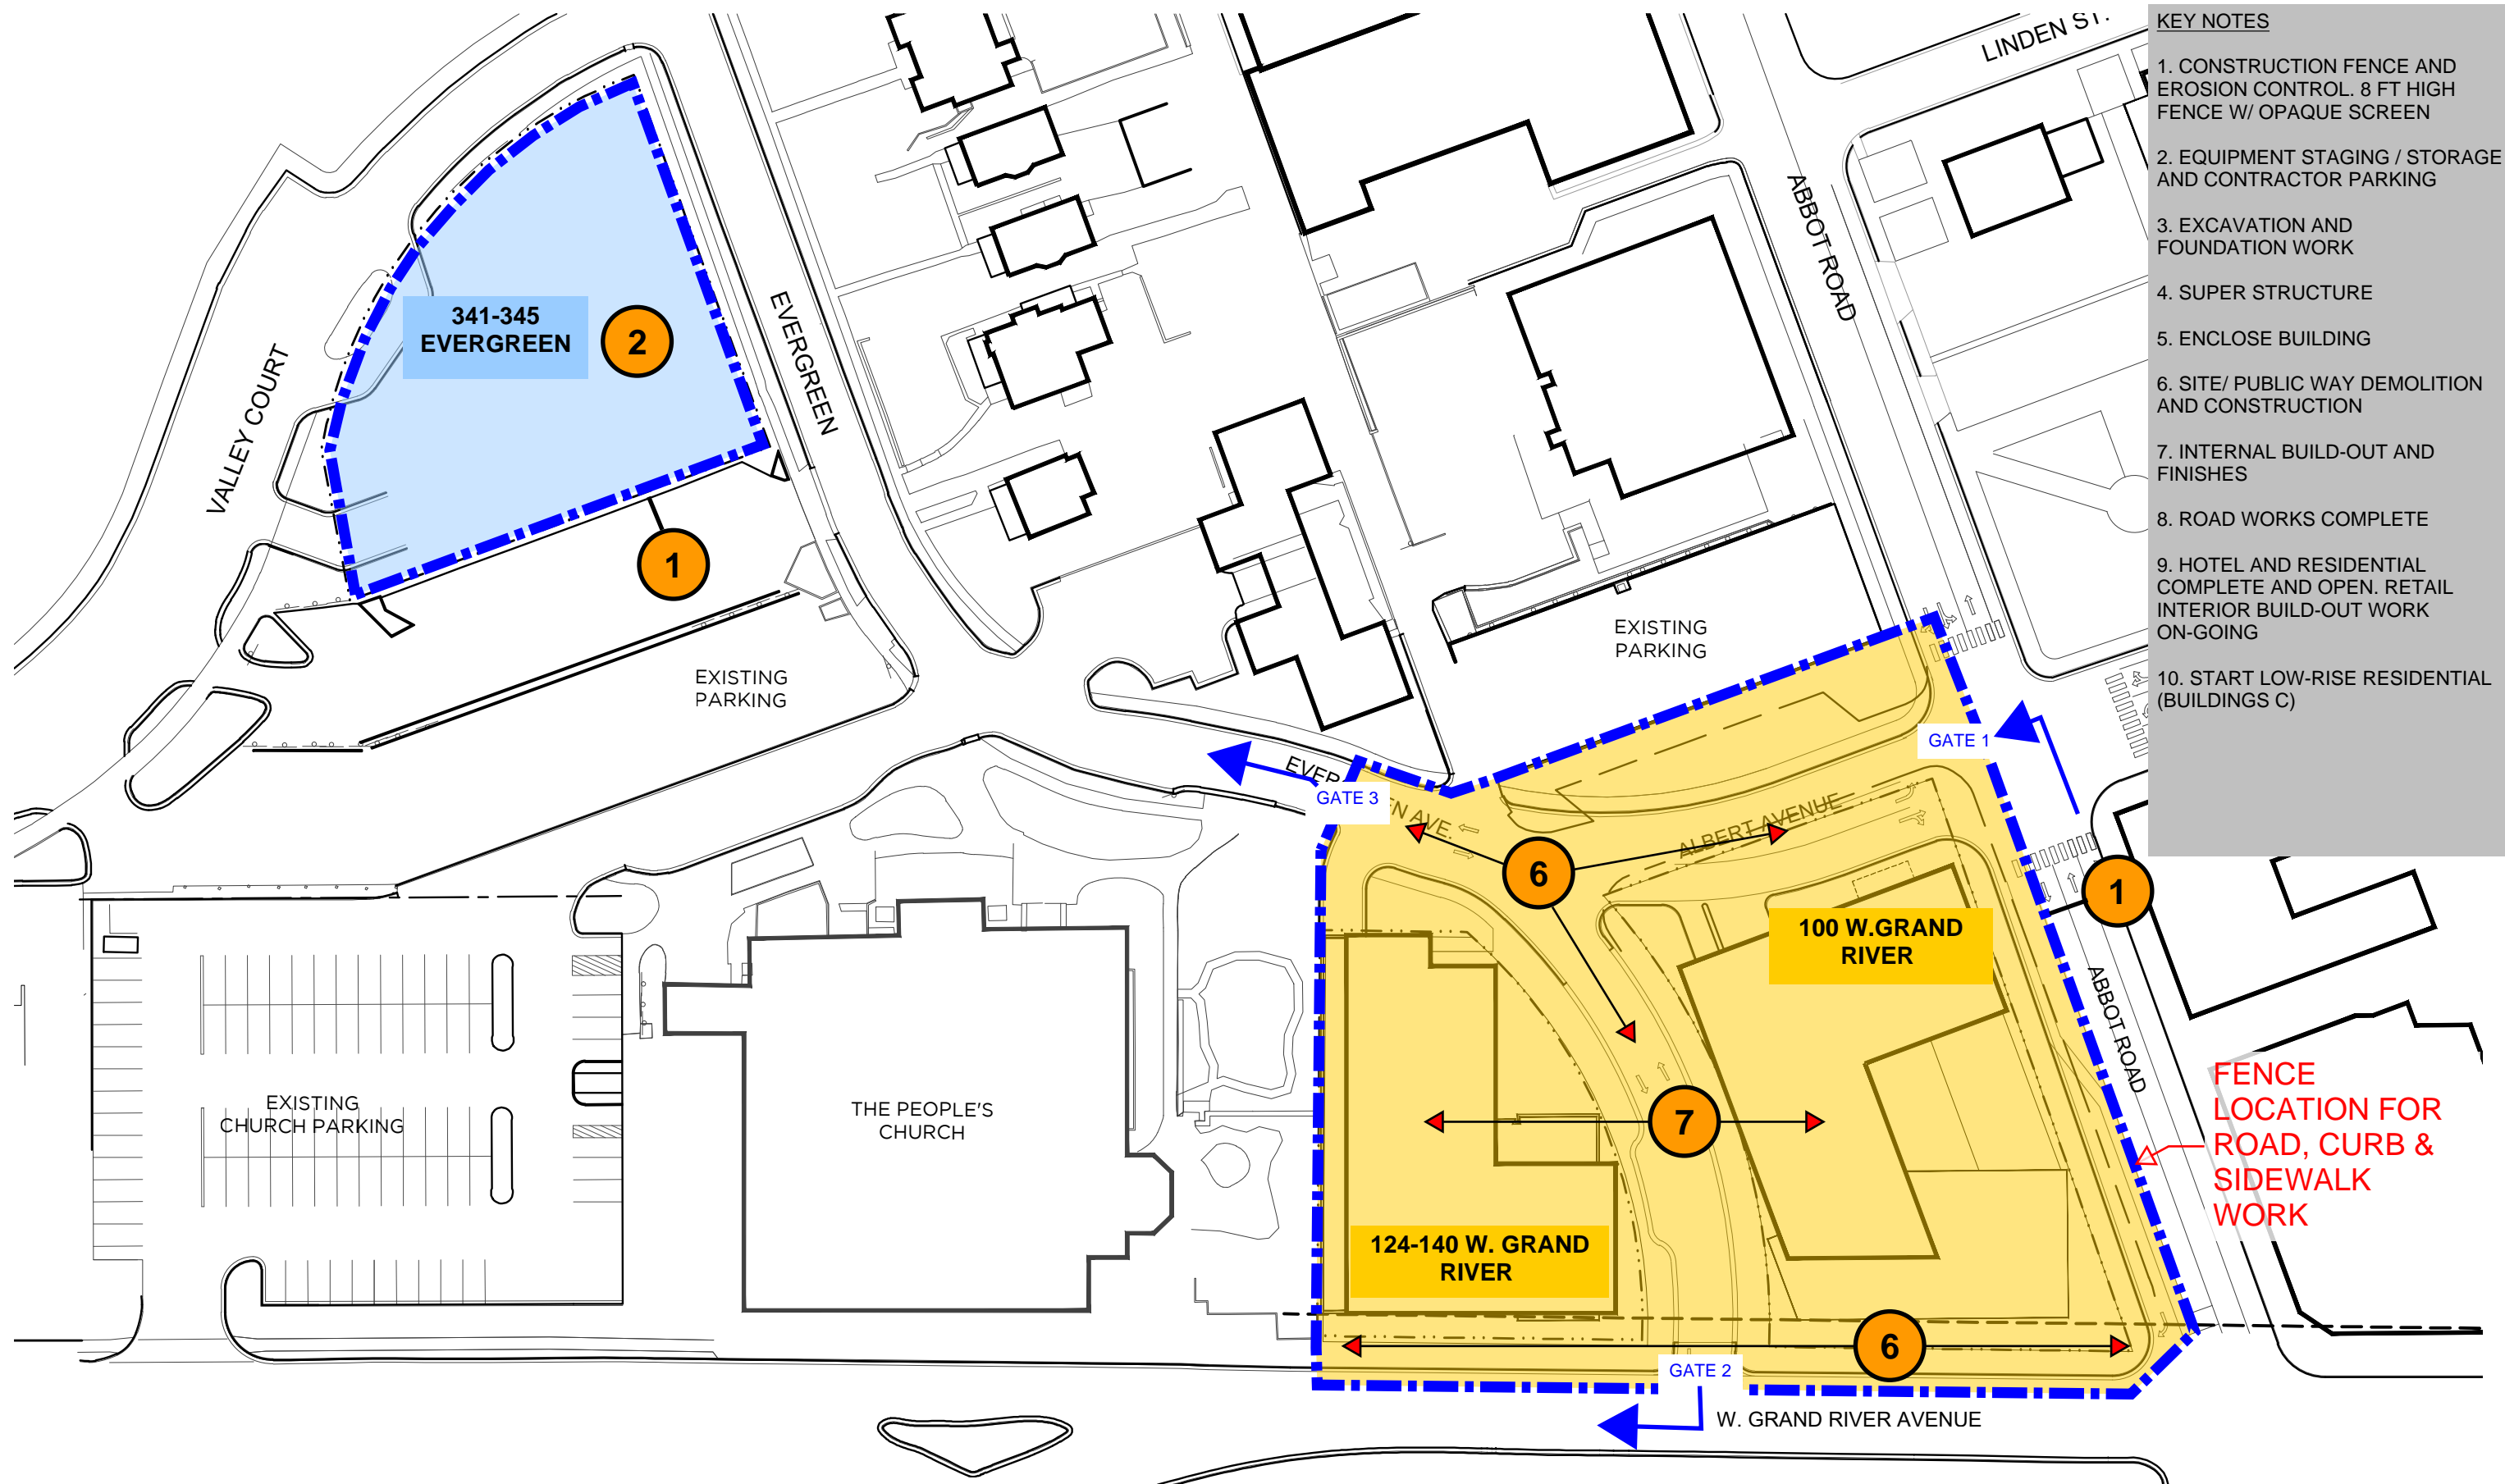 LINDEN ST.
KEY NOTES
1. CONSTRUCTION FENCE AND
EROSION CONTROL. 8 FT HIGH
FENCE W/ OPAQUE SCREEN
2. EQUIPMENT STAGING / STORAGE
AND CONTRACTOR PARKING
3. EXCAVATION AND
FOUNDATION WORK
4. SUPER STRUCTURE
5. ENCLOSE BUILDING
6. SITE/ PUBLIC WAY DEMOLITION
AND CONSTRUCTION
7. INTERNAL BUILD-OUT AND
FINISHES
8. ROAD WORKS COMPLETE
9. HOTEL AND RESIDENTIAL
COMPLETE AND OPEN. RETAIL
INTERIOR BUILD-OUT WORK
ON-GOING
10. START LOW-RISE RESIDENTIAL
(BUILDINGS C)
ABBOT ROAD
341-345
EVERGREEN
2
EVERGREEN
VALLEY COURT
1
EXISTING
PARKING
EXISTING
PARKING
GATE 1
GATE 3
AVE.
ALBERT AVENUE
6
1
100 W.GRAND
RIVER
ABBOT ROAD
FENCE
LOCATION FOR
ROAD, CURB &
SIDEWALK
WORK
EXISTING
CHURCH PARKING
THE PEOPLE'S
CHURCH
7
124-140 W. GRAND
RIVER
6
GATE 2
W. GRAND RIVER AVENUE